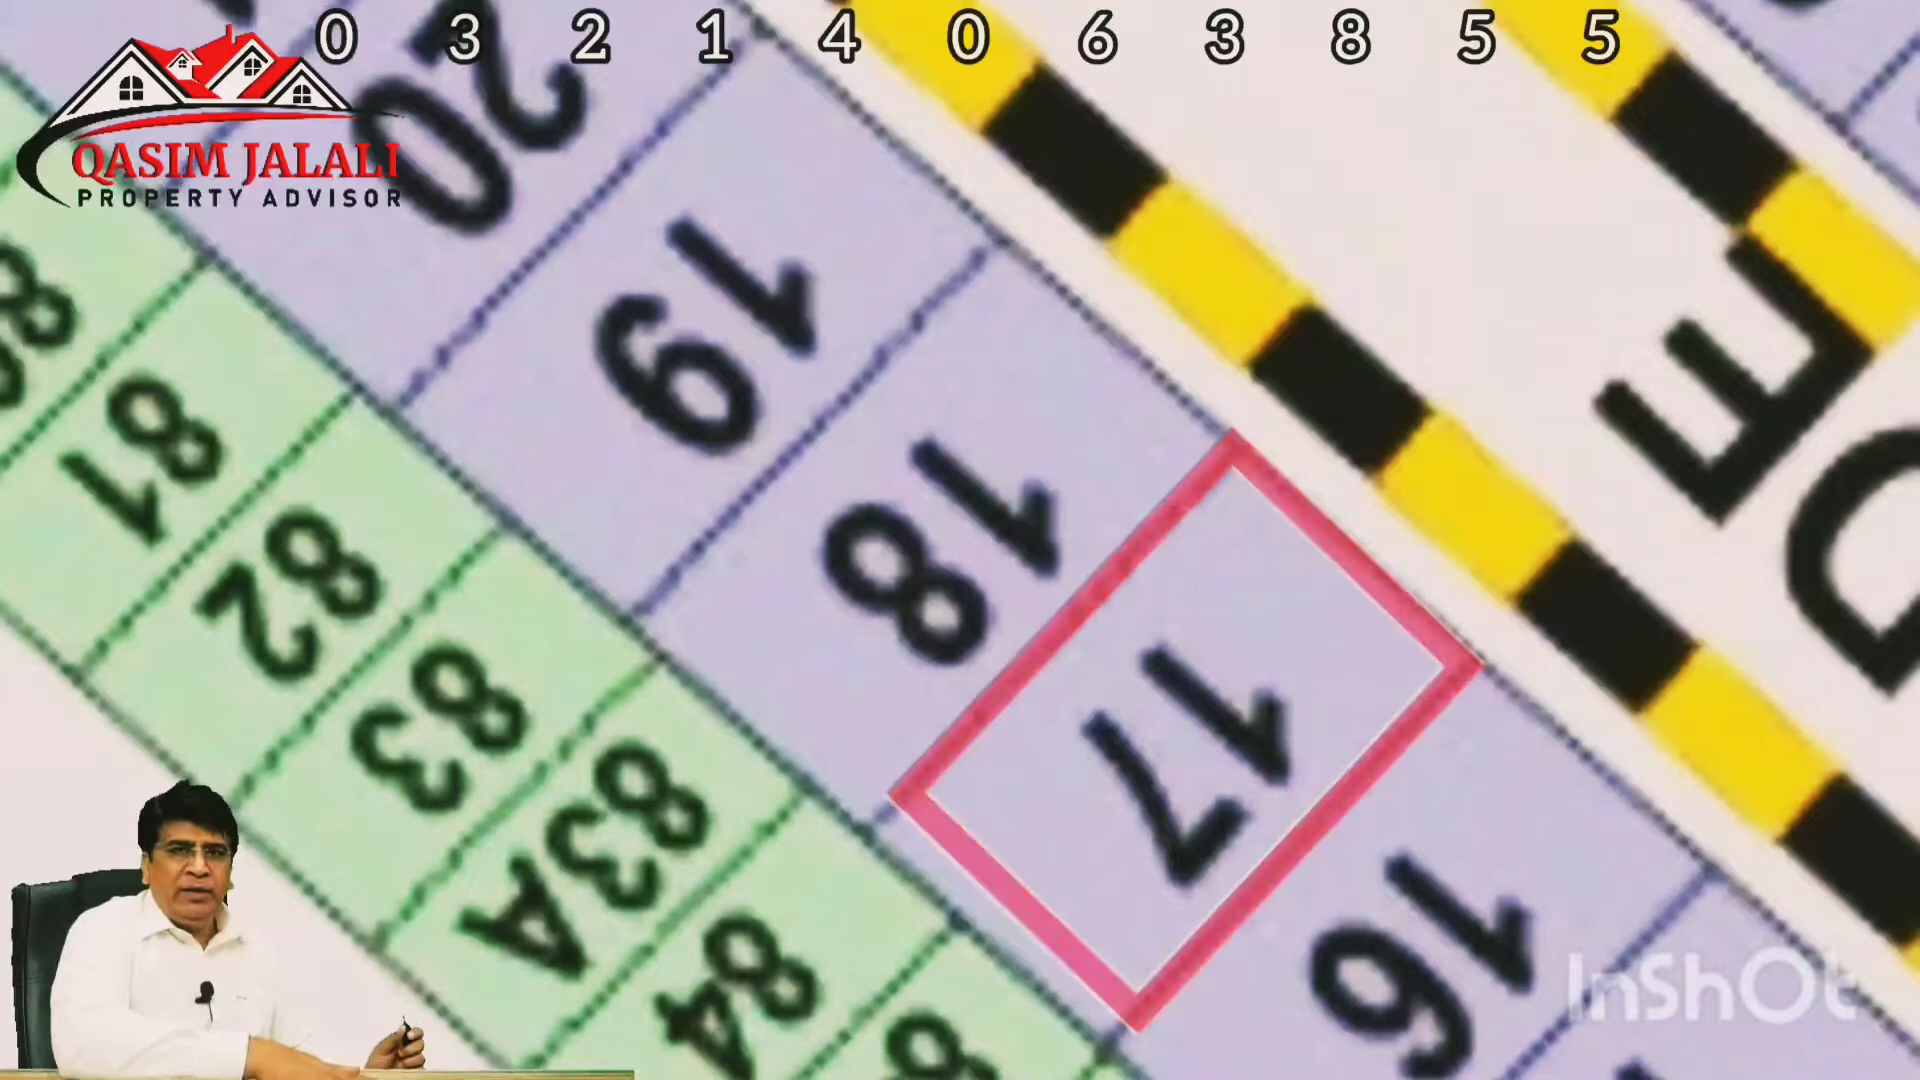 0 3 2 1 4 0 6 3 8 5 5
QASIM JALALI
PROPERTY ADVISOR
20
19
18
17
16
81
82
83
83A
84
E
D
InShOt